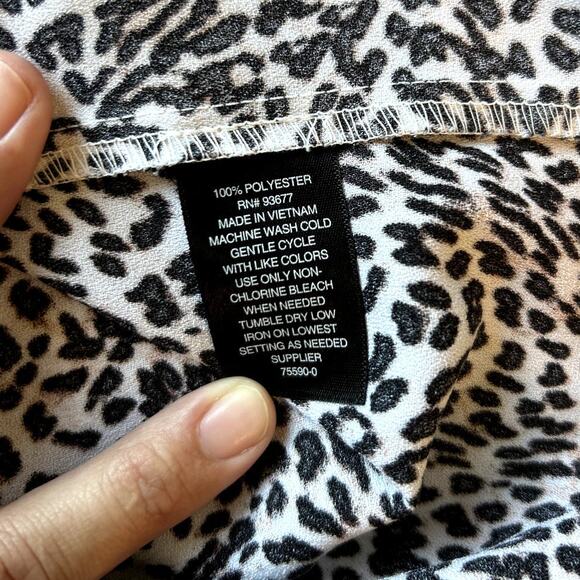 100% POLYESTER
RN# 93677
MADE IN VIETNAM
MACHINE WASH COLD
GENTLE CYCLE
WITH LIKE COLORS
USE ONLY NON-
CHLORINE BLEACH
WHEN NEEDED
TUMBLE DRY LOW
IRON ON LOWEST
SETTING AS NEEDED
SUPPLIER
75590-0